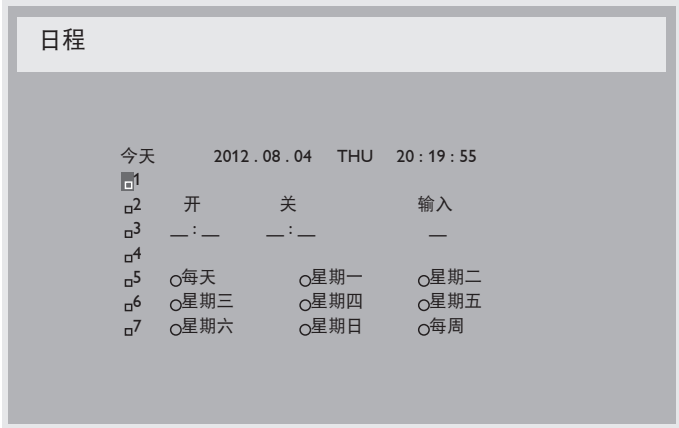 日程
今天 2012 . 08 . 04 THU 20 : 19 : 55
1
2 开 关 输入
3 __ : __ __ : __ __
4
5 每天 星期一 星期二
6 星期三 星期四 星期五
7 星期六 星期日 每周